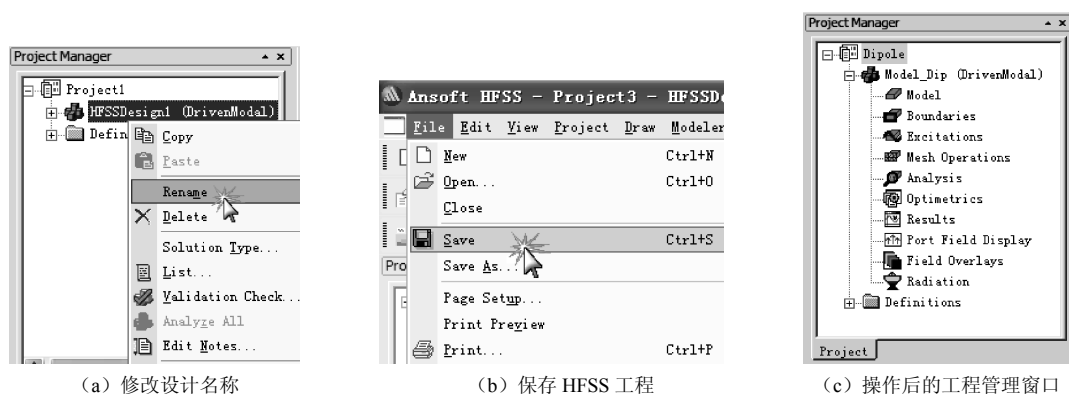 Project Manager
Project1
HFSSDesign1 (DrivenModal)
Defin
Copy
Paste
Rename
Delete
Solution Type...
List...
Validation Check...
Analyze All
Edit Notes...
(a) 修改设计名称
Ansoft HFSS - Project3 - HFSSD
File Edit View Project Draw Modeler
New Ctrl+N
Open... Ctrl+O
Close
Save Ctrl+S
Save As...
Pro
Page Setup...
Print Preview
Print... Ctrl+P
(b) 保存 HFSS 工程
Project Manager
Dipole
Model_Dip (DrivenModal)
Model
Boundaries
Excitations
Mesh Operations
Analysis
Optimetrics
Results
Port Field Display
Field Overlays
Radiation
Definitions
Project
(c) 操作后的工程管理窗口